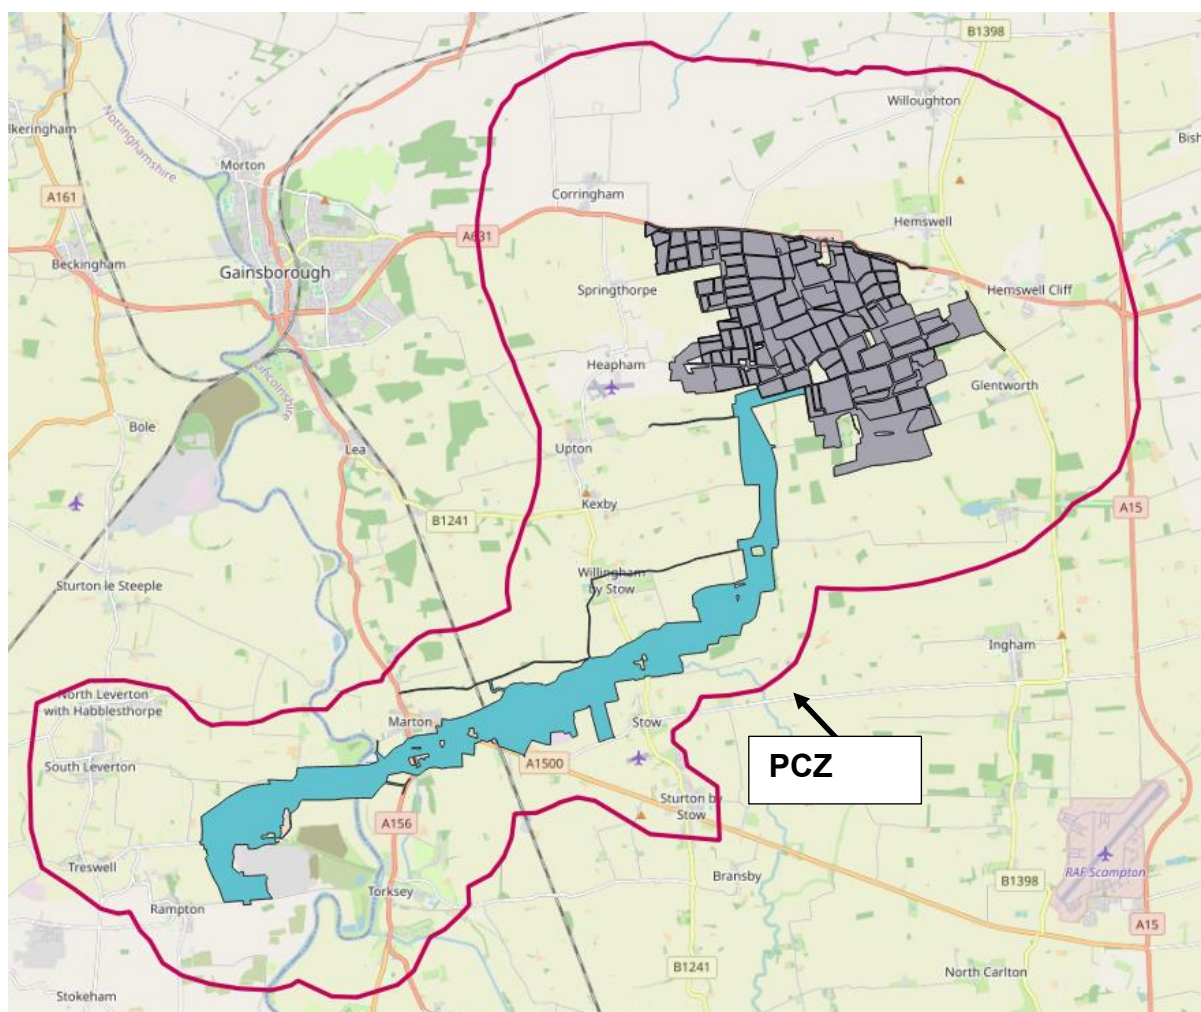 B1398
Willoughton
lkeringham
Nottinghamshire
Bish
Morton
A161
Corringham
Hemswell
A631
Beckingham
Gainsborough
Springthorpe
Hemswell Cliff
Lincolnshire
Heapham
Glentworth
Bole
Lea
Upton
Kexby
A15
B1241
Sturton le Steeple
Willingham
by Stow
Ingham
North Leverton
with Habblesthorpe
Marton
Stow
South Leverton
A1500
PCZ
Sturton by
Stow
A156
Treswell
RAF Scampton
Bransby
B1398
Torksey
Rampton
A15
B1241
North Carlton
Stokeham